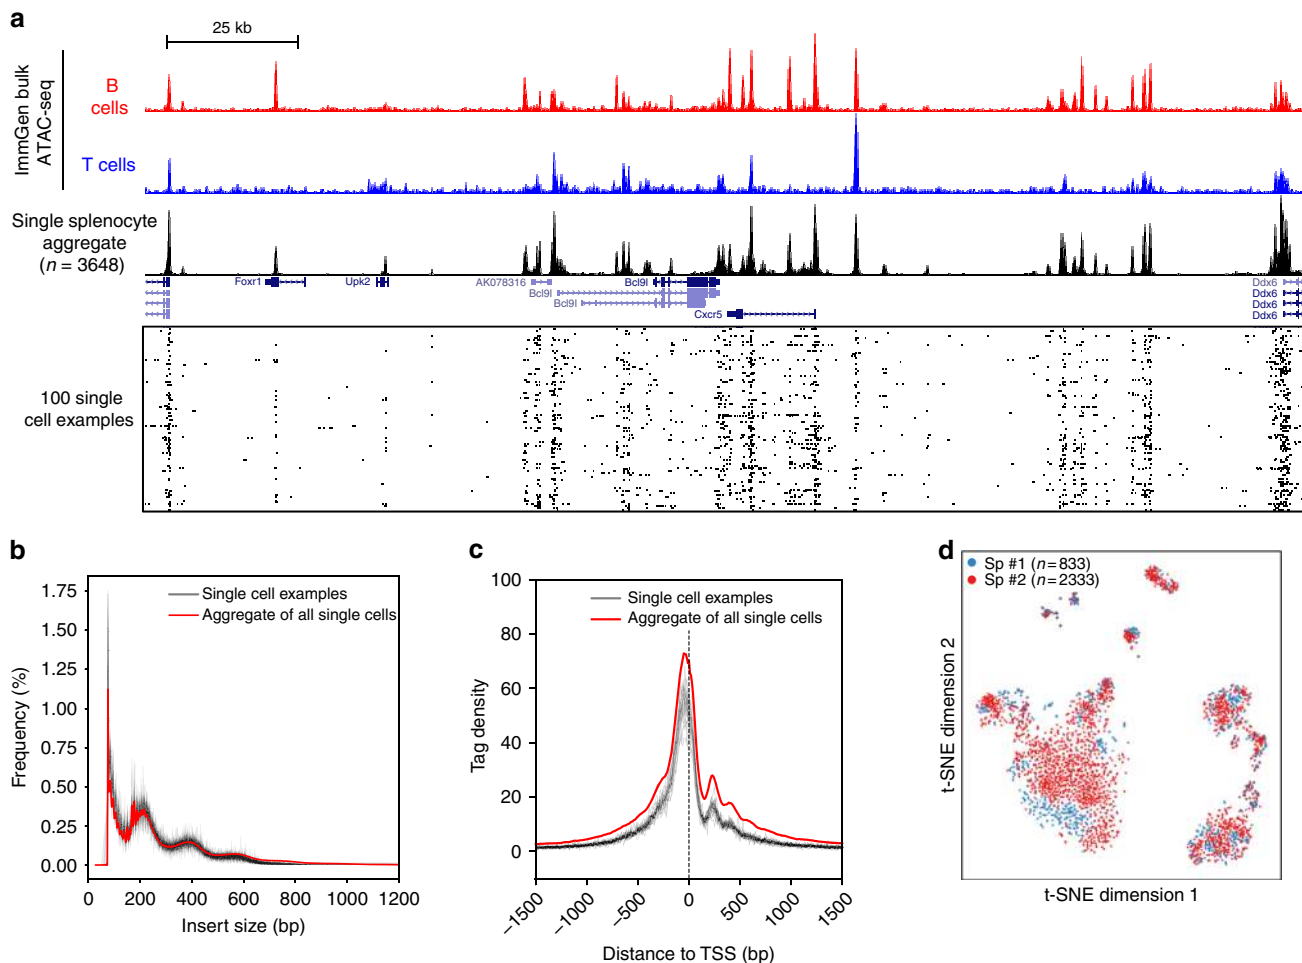 a
25 kb
ImmGen bulk
ATAC-seq
B
cells
T cells
Single splenocyte
aggregate
(n = 3648)
Foxr1
Upk2
AK078316
Bcl9l
Bcl9l
Bcl9l
Cxcr5
Ddx6
Ddx6
Ddx6
Ddx6
100 single
cell examples
b
Single cell examples
Aggregate of all single cells
1.75
1.50
1.25
1.00
0.75
0.50
0.25
0.00
Frequency (%)
0 200 400 600 800 1000 1200
Insert size (bp)
c
Single cell examples
Aggregate of all single cells
100
80
60
40
20
0
Tag density
−1500 −1000 −500 0 500 1000 1500
Distance to TSS (bp)
d
Sp #1 (n = 833)
Sp #2 (n = 2333)
t-SNE dimension 2
t-SNE dimension 1